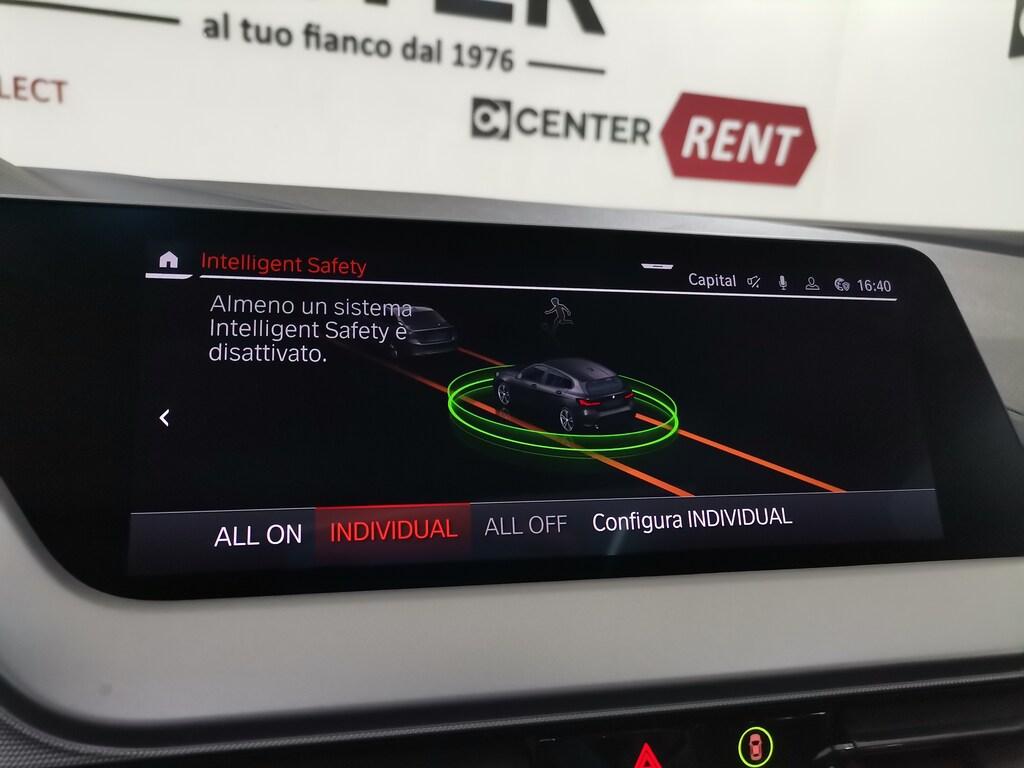 al tuo fianco dal 1976
CENTER RENT
Intelligent Safety
Capital 16:40
Almeno un sistema
Intelligent Safety è
disattivato.
ALL ON INDIVIDUAL ALL OFF Configura INDIVIDUAL